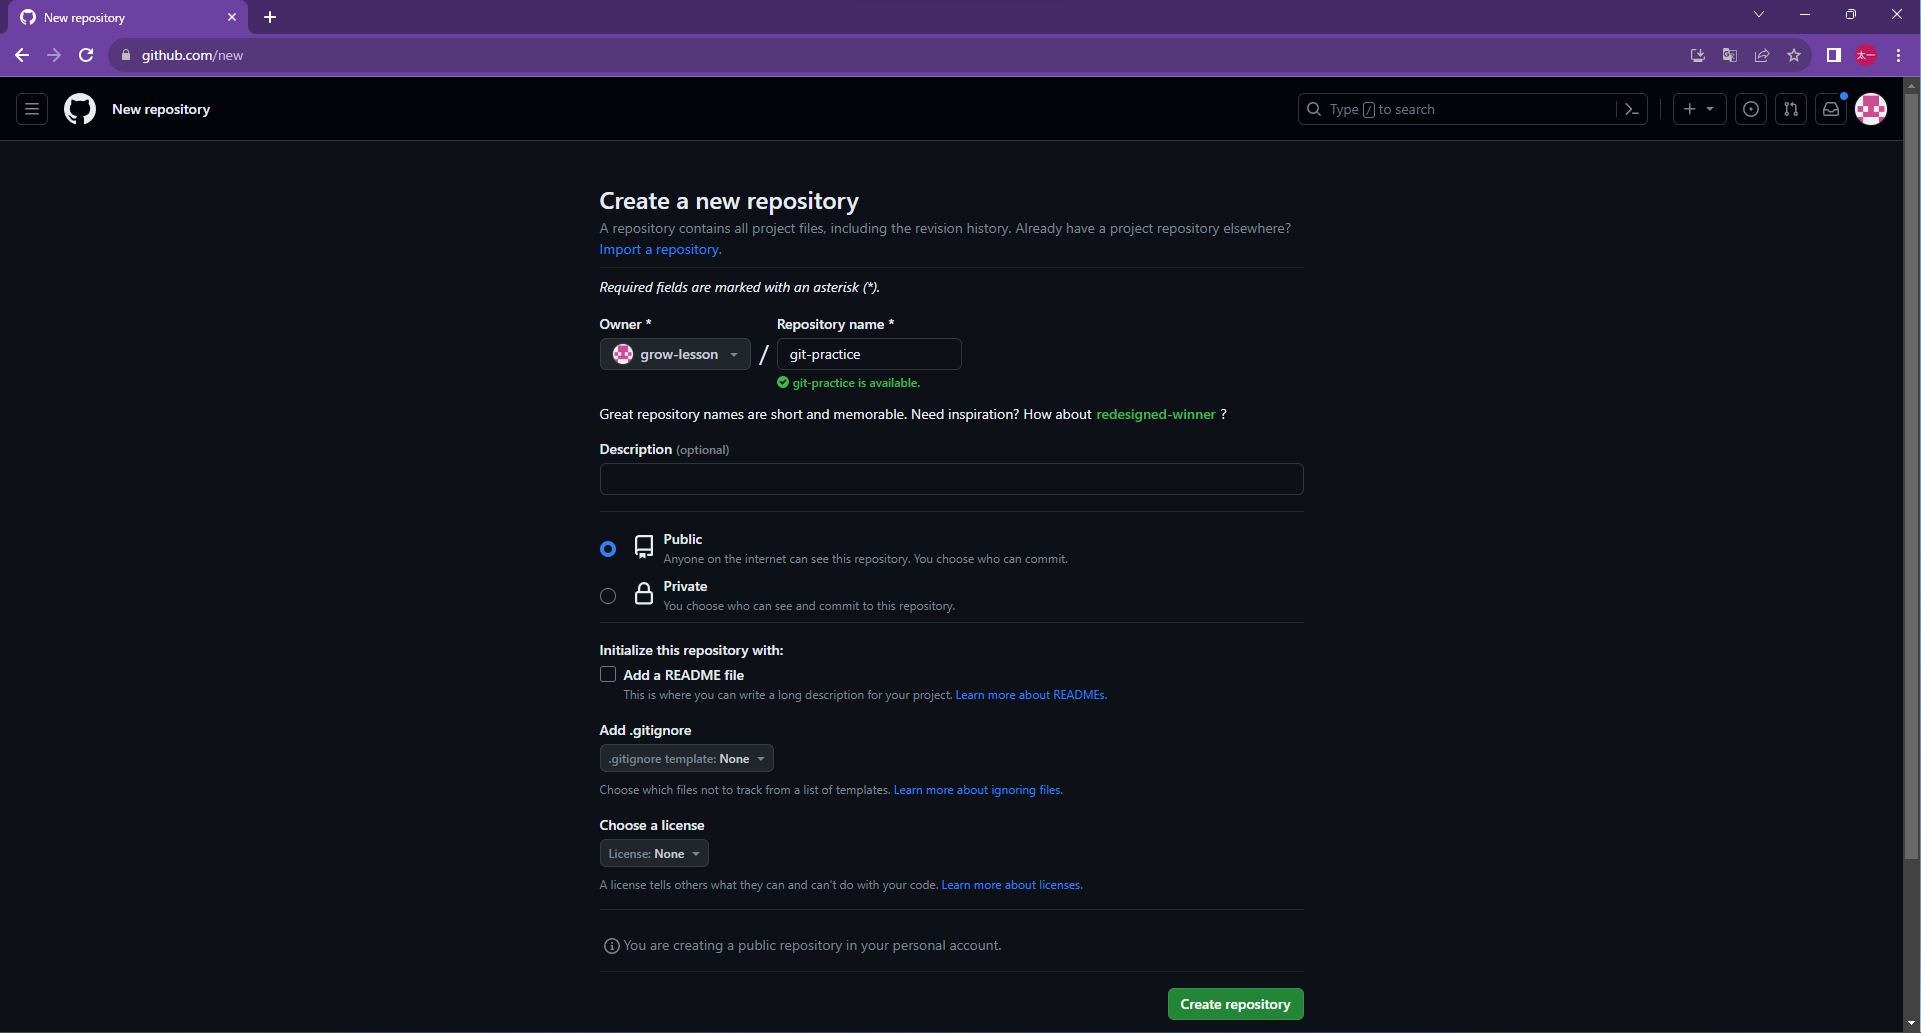 New repository
github.com/new
太一
New repository
Type / to search
Create a new repository
A repository contains all project files, including the revision history. Already have a project repository elsewhere?
Import a repository.
Required fields are marked with an asterisk (*).
Owner * Repository name *
grow-lesson / git-practice
git-practice is available.
Great repository names are short and memorable. Need inspiration? How about redesigned-winner ?
Description (optional)
Public
Anyone on the internet can see this repository. You choose who can commit.
Private
You choose who can see and commit to this repository.
Initialize this repository with:
Add a README file
This is where you can write a long description for your project. Learn more about READMEs.
Add .gitignore
.gitignore template: None
Choose which files not to track from a list of templates. Learn more about ignoring files.
Choose a license
License: None
A license tells others what they can and can't do with your code. Learn more about licenses.
You are creating a public repository in your personal account.
Create repository